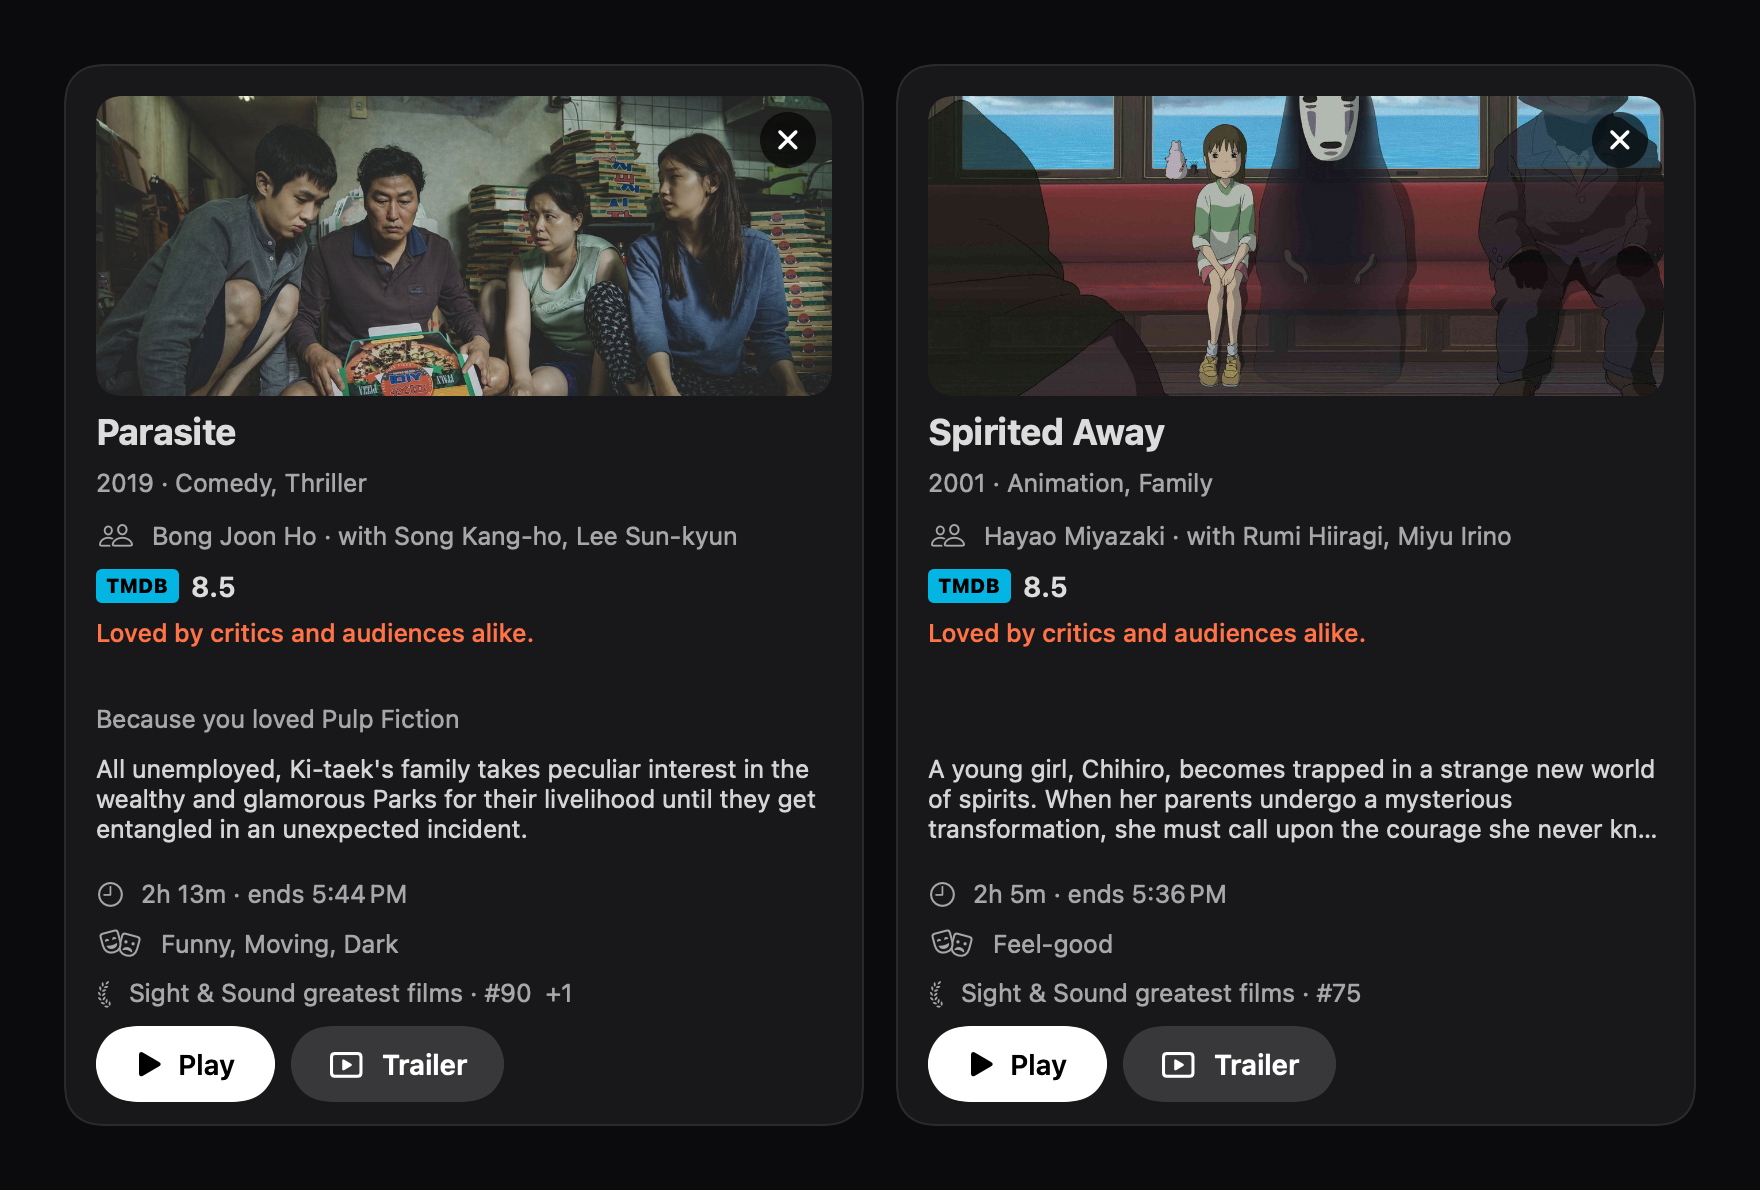 Parasite
2019 · Comedy, Thriller
Bong Joon Ho · with Song Kang-ho, Lee Sun-kyun
TMDB 8.5
Loved by critics and audiences alike.
Because you loved Pulp Fiction
All unemployed, Ki-taek's family takes peculiar interest in the
wealthy and glamorous Parks for their livelihood until they get
entangled in an unexpected incident.
2h 13m · ends 5:44 PM
Funny, Moving, Dark
Sight & Sound greatest films · #90 +1
Play
Trailer
Spirited Away
2001 · Animation, Family
Hayao Miyazaki · with Rumi Hiiragi, Miyu Irino
TMDB 8.5
Loved by critics and audiences alike.
A young girl, Chihiro, becomes trapped in a strange new world
of spirits. When her parents undergo a mysterious
transformation, she must call upon the courage she never kn...
2h 5m · ends 5:36 PM
Feel-good
Sight & Sound greatest films · #75
Play
Trailer